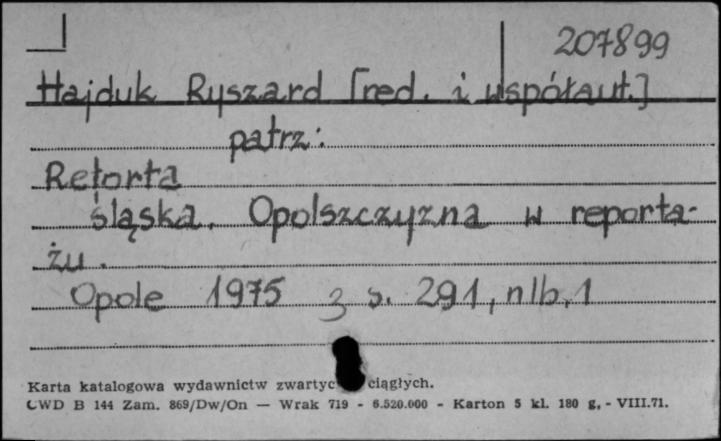 207899
Hajduk Ryszard [red. i współaut.]
patrz:
Retorta
śląska. Opolszczyzna w reporta-
żu.
Opole 1975 s. 291, nlb. 1
Karta katalogowa wydawnictw zwartyc ciągłych.
CWD B 144 Zam. 869/Dw/On — Wrak 719 - 6.520.000 - Karton 5 kl. 180 g. - VIII.71.